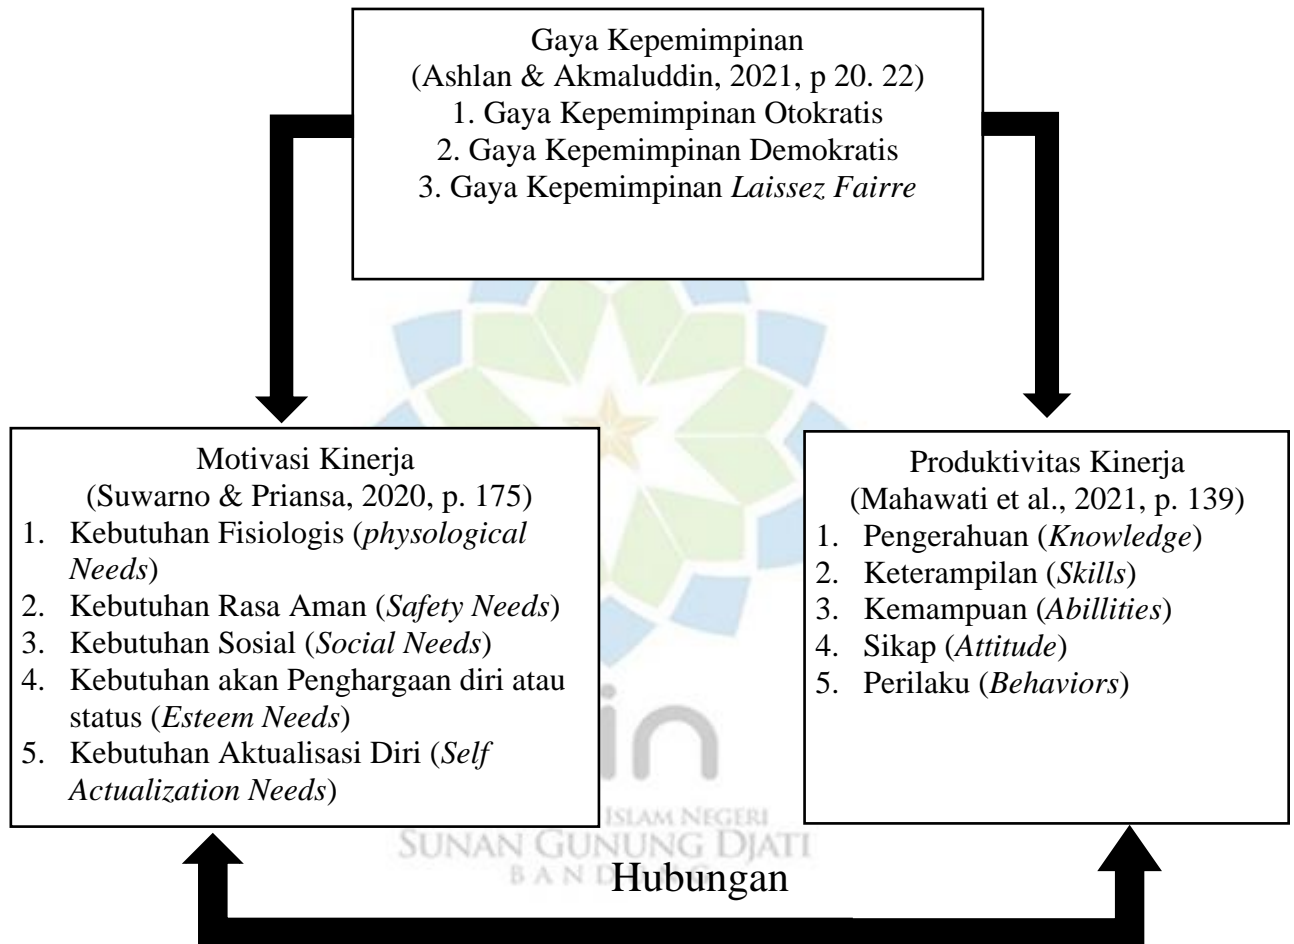 Gaya Kepemimpinan
(Ashlan & Akmaluddin, 2021, p 20. 22)
1. Gaya Kepemimpinan Otokratis
2. Gaya Kepemimpinan Demokratis
3. Gaya Kepemimpinan Laissez Fairre
Motivasi Kinerja
(Suwarno & Priansa, 2020, p. 175)
1. Kebutuhan Fisiologis (physological
Needs)
2. Kebutuhan Rasa Aman (Safety Needs)
3. Kebutuhan Sosial (Social Needs)
4. Kebutuhan akan Penghargaan diri atau
status (Esteem Needs)
5. Kebutuhan Aktualisasi Diri (Self
Actualization Needs)
Produktivitas Kinerja
(Mahawati et al., 2021, p. 139)
1. Pengerahuan (Knowledge)
2. Keterampilan (Skills)
3. Kemampuan (Abillities)
4. Sikap (Attitude)
5. Perilaku (Behaviors)
ISLAM NEGERI
SUNAN GUNUNG DJATI
Hubungan